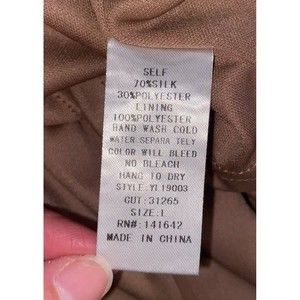 SELF
70%SILK
30%POLYESTER
LINING
100%POLYESTER
HAND WASH COLD
WATER SEPARA TELY
COLOR WILL BLEED
NO BLEACH
HANG TO DRY
STYLE:YL19003
CUT:31265
SIZE:L
RN#:141642
MADE IN CHINA